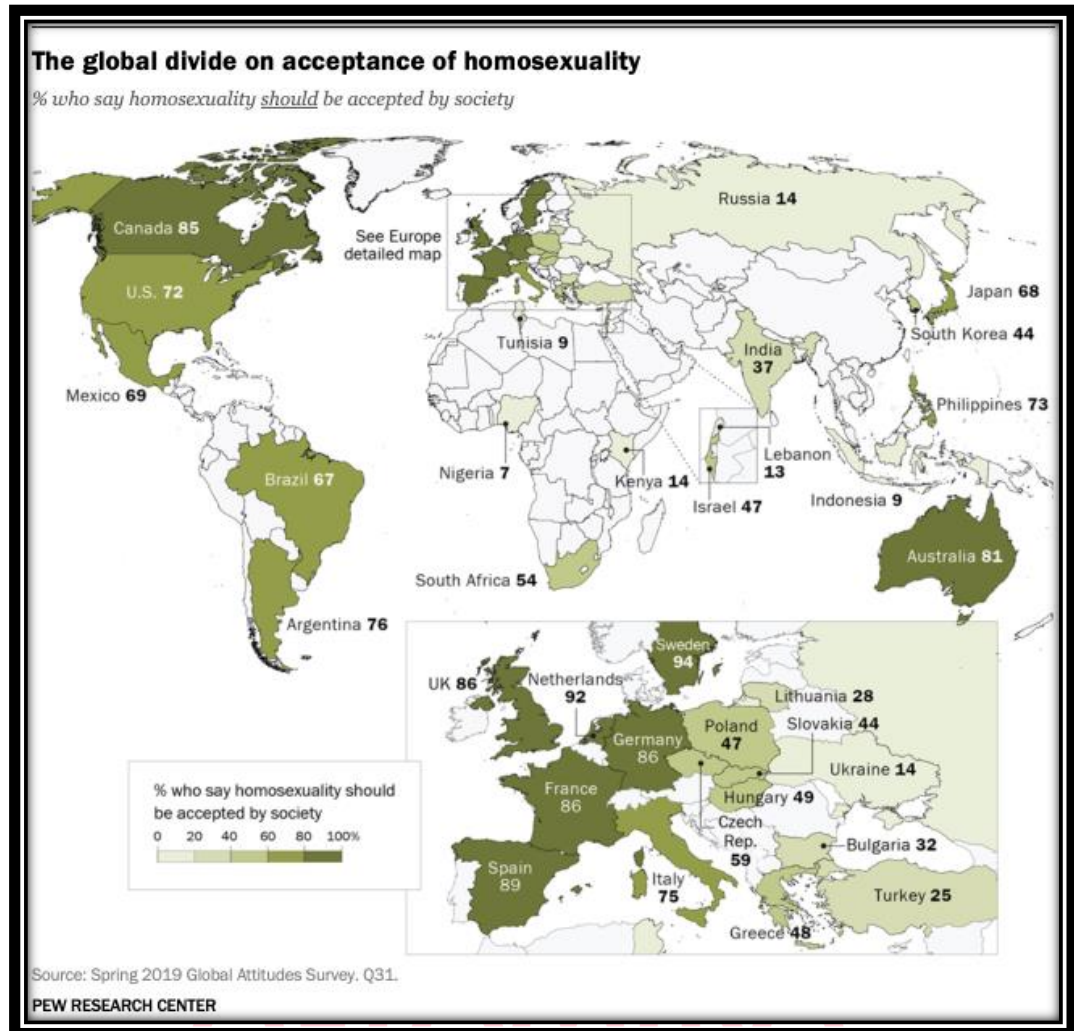 The global divide on acceptance of homosexuality
% who say homosexuality should be accepted by society
Russia 14
Canada 85
See Europe
detailed map
U.S. 72
Japan 68
South Korea 44
Tunisia 9
India
37
Mexico 69
Philippines 73
Lebanon
13
Nigeria 7
Kenya 14
Brazil 67
Israel 47
Indonesia 9
Australia 81
South Africa 54
Argentina 76
Sweden
94
UK 86
Netherlands
92
Lithuania 28
Slovakia 44
Poland
47
Germany
86
Ukraine 14
France
86
Hungary 49
Czech
Rep.
59
Bulgaria 32
Spain
89
Italy
75
Turkey 25
Greece 48
% who say homosexuality should
be accepted by society
0 20 40 60 80 100%
Source: Spring 2019 Global Attitudes Survey. Q31.
PEW RESEARCH CENTER